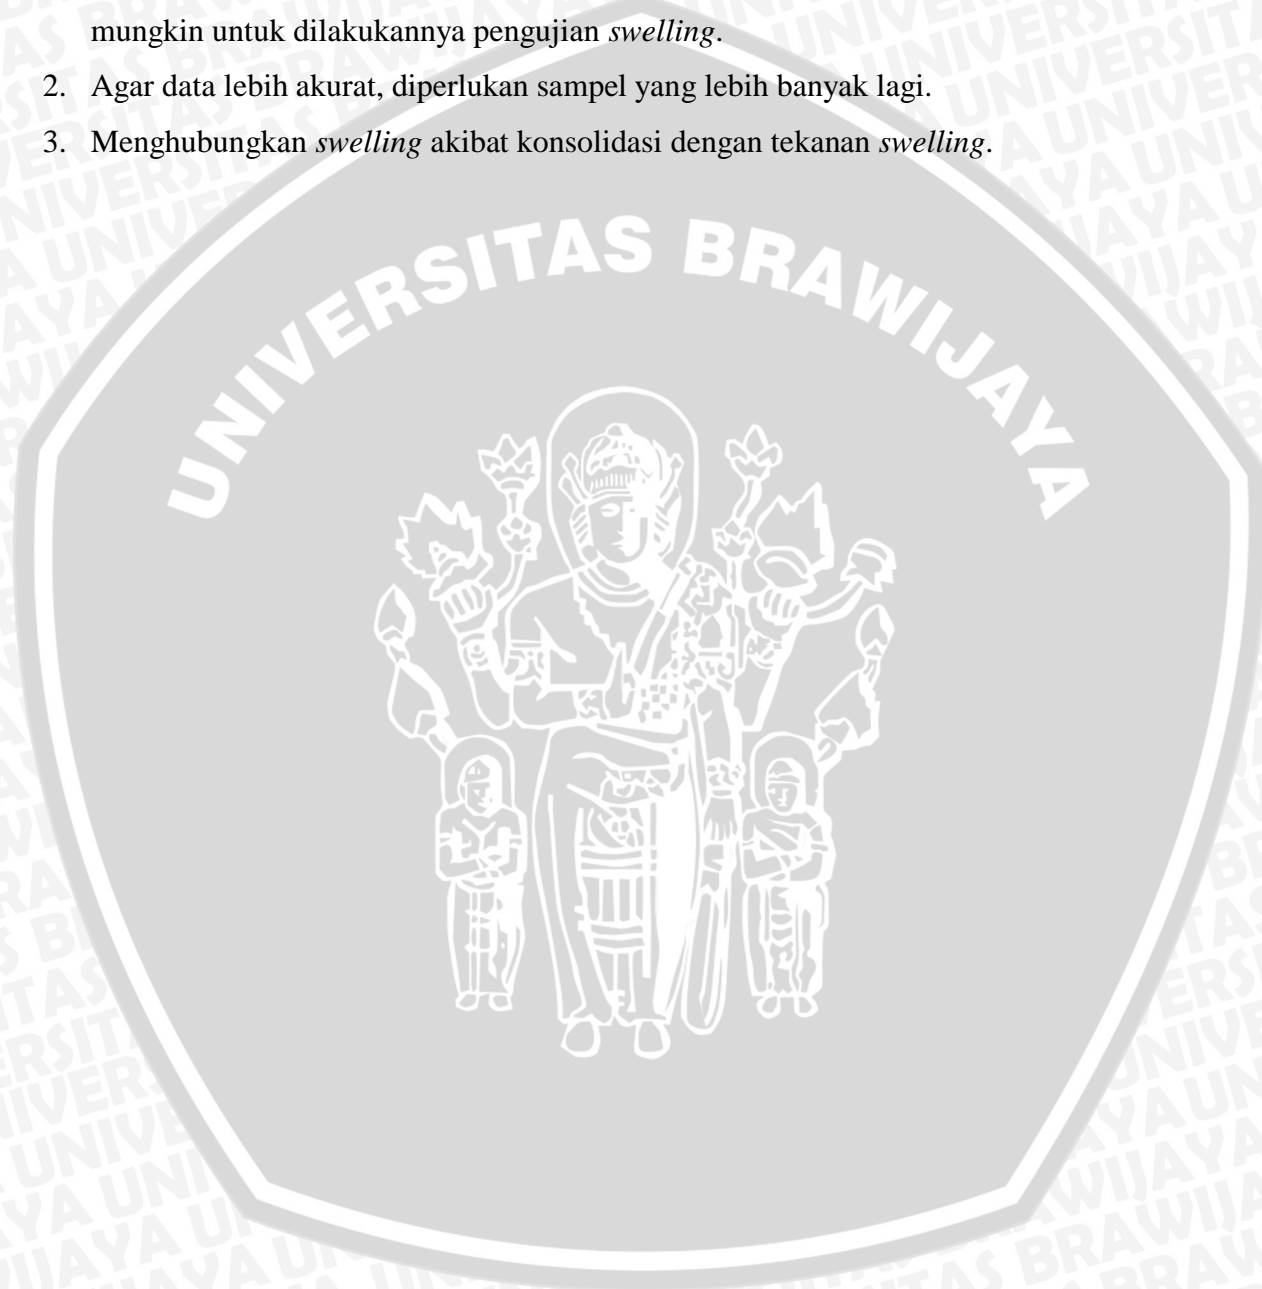 mungkin untuk dilakukannya pengujian swelling.
2. Agar data lebih akurat, diperlukan sampel yang lebih banyak lagi.
3. Menghubungkan swelling akibat konsolidasi dengan tekanan swelling.
UNIVERSITAS BRAWIJAYA